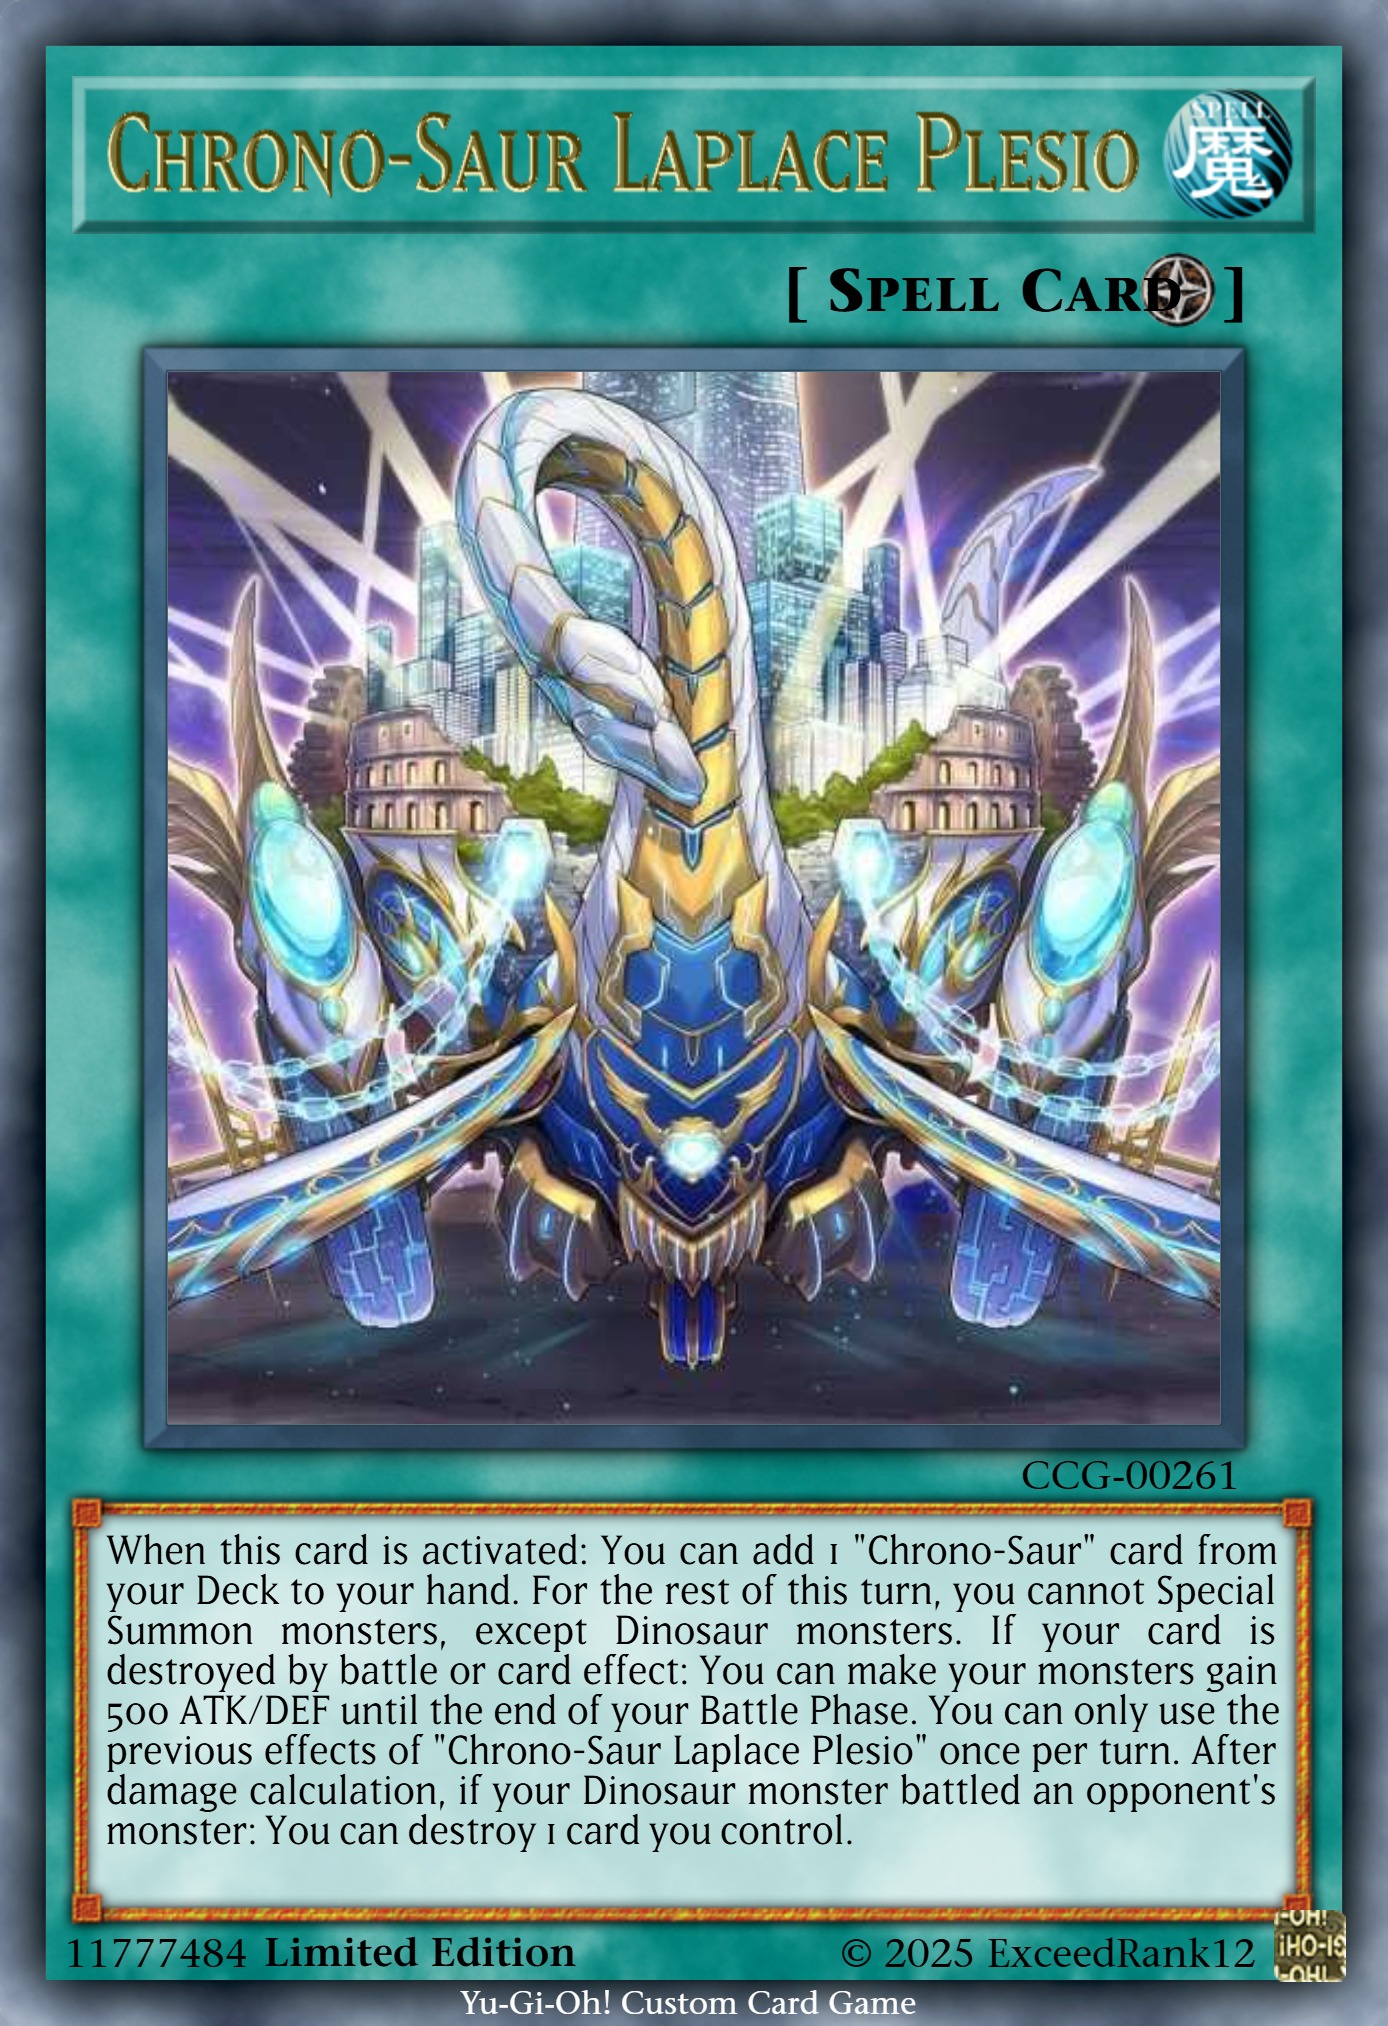 Chrono-Saur Laplace Plesio
SPELL
魔
[ Spell Card ]
CCG-00261
When this card is activated: You can add 1 "Chrono-Saur" card from
your Deck to your hand. For the rest of this turn, you cannot Special
Summon monsters, except Dinosaur monsters. If your card is
destroyed by battle or card effect: You can make your monsters gain
500 ATK/DEF until the end of your Battle Phase. You can only use the
previous effects of "Chrono-Saur Laplace Plesio" once per turn. After
damage calculation, if your Dinosaur monster battled an opponent's
monster: You can destroy 1 card you control.
11777484 Limited Edition
© 2025 ExceedRank12
Yu-Gi-Oh! Custom Card Game